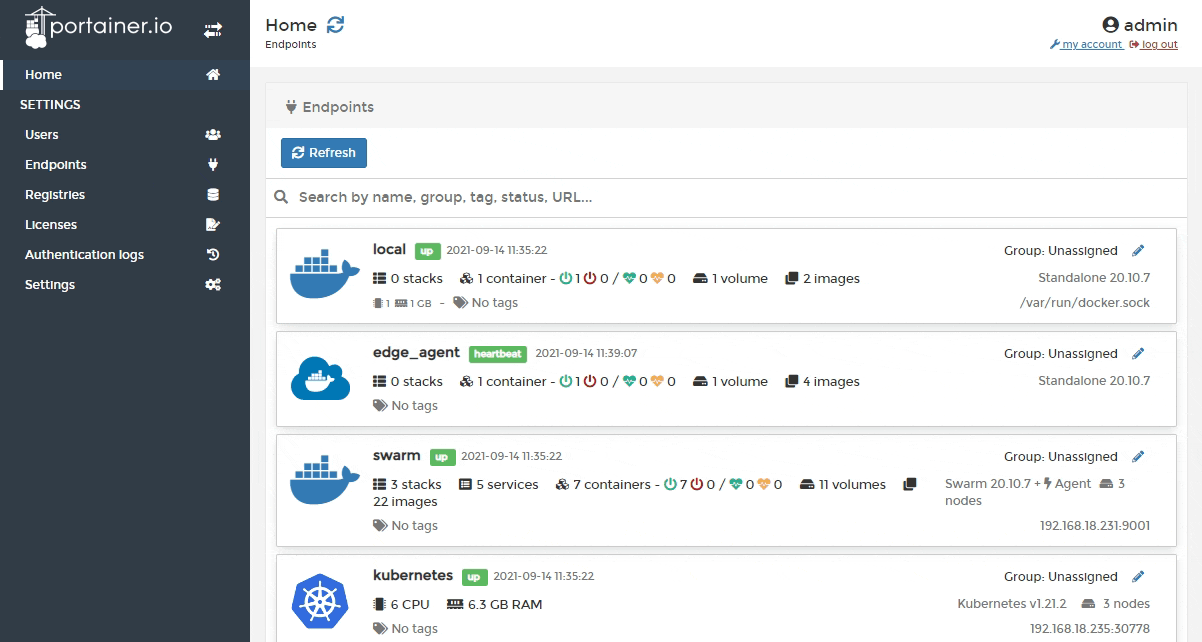 portainer.io
Home
SETTINGS
Users
Endpoints
Registries
Licenses
Authentication logs
Settings
Home
Endpoints
admin
my account log out
Endpoints
Refresh
Search by name, group, tag, status, URL...
local up 2021-09-14 11:35:22 Group: Unassigned
0 stacks 1 container - 1 0 / 0 0 1 volume 2 images Standalone 20.10.7
1 1 GB - No tags /var/run/docker.sock
edge_agent heartbeat 2021-09-14 11:39:07 Group: Unassigned
0 stacks 1 container - 1 0 / 0 0 1 volume 4 images Standalone 20.10.7
No tags
swarm up 2021-09-14 11:35:22 Group: Unassigned
3 stacks 5 services 7 containers - 7 0 / 0 0 11 volumes Swarm 20.10.7 + Agent 3
22 images nodes
No tags 192.168.18.231:9001
kubernetes up 2021-09-14 11:35:22 Group: Unassigned
6 CPU 6.3 GB RAM Kubernetes v1.21.2 3 nodes
No tags 192.168.18.235:30778